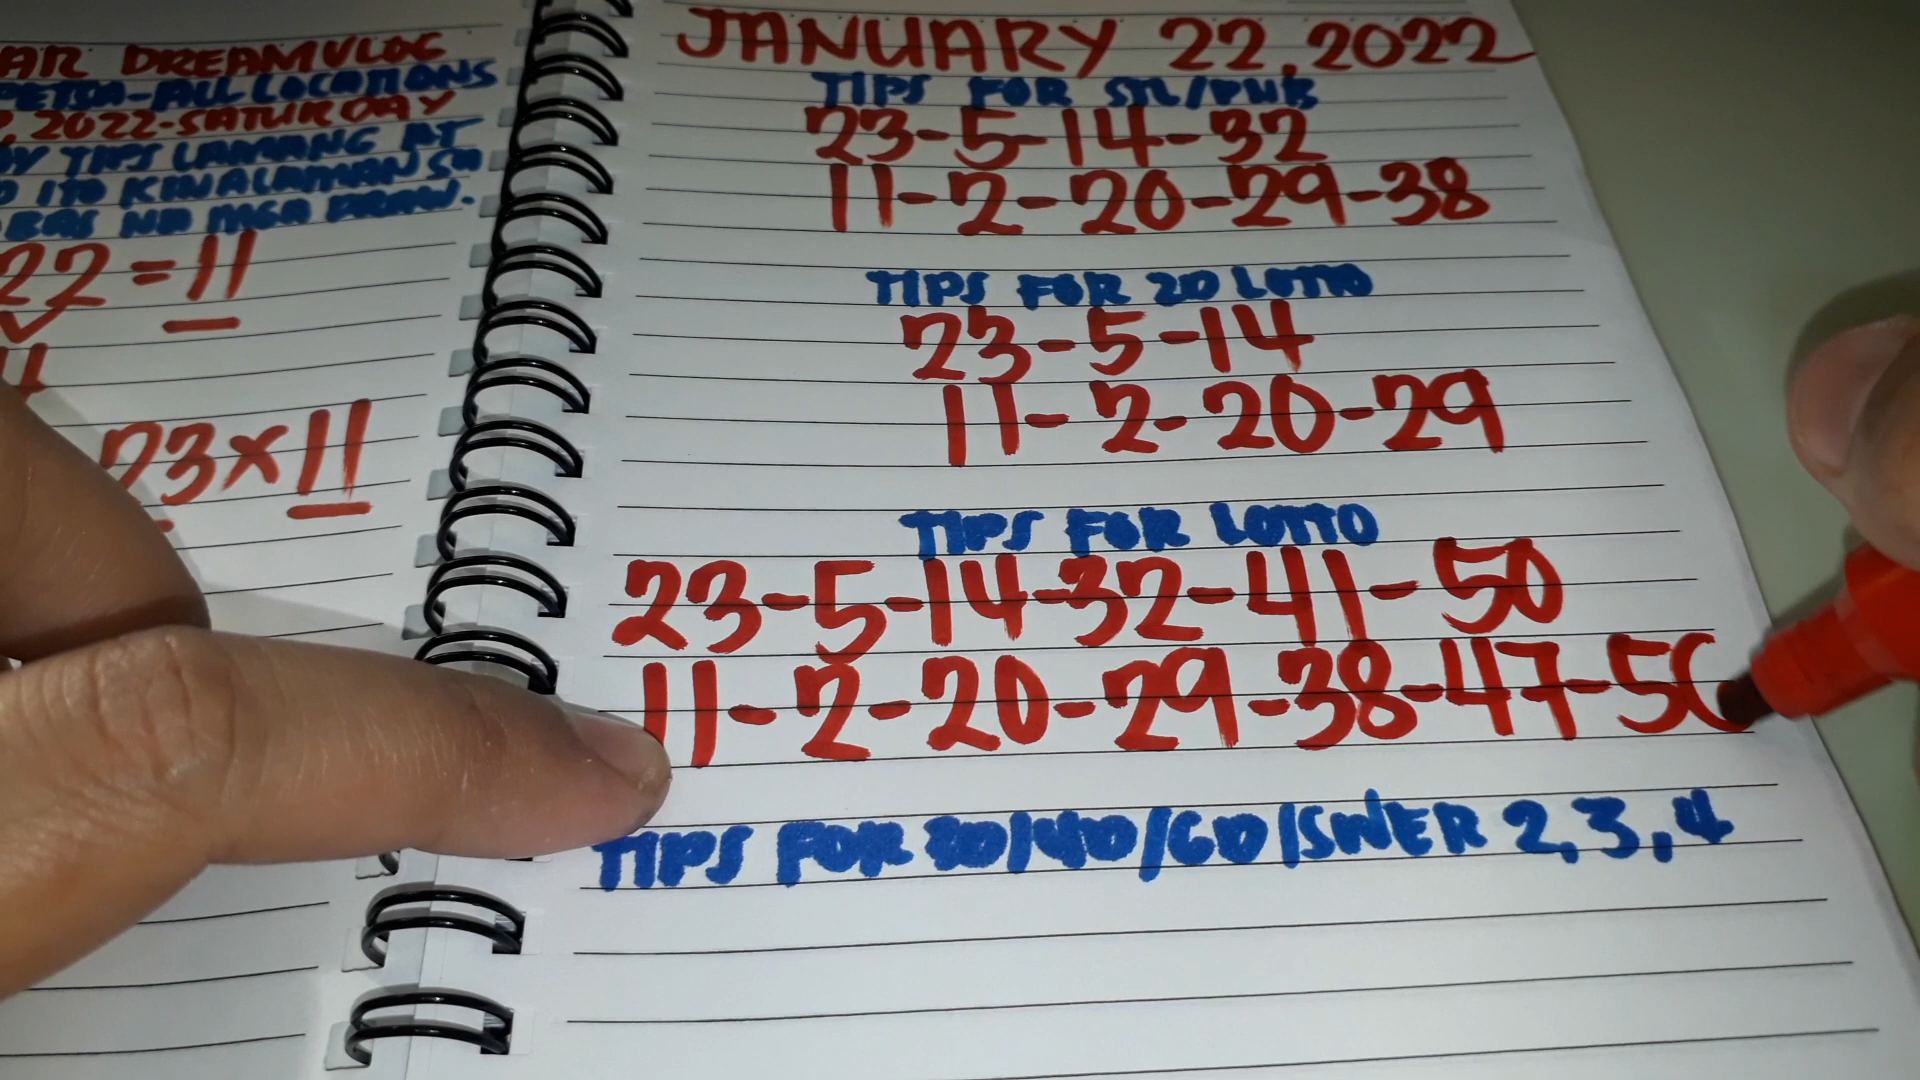 AR DREAMVLOG
PETSA-ALL LOCATIONS
, 2022-SATURDAY
Y TIPS LAMANG AT
ITO KINALAMAN SA
NA MGA DRAW.
22 = 11
23 x 11
JANUARY 22, 2022
TIPS FOR STL/PNB
23-5-14-32
11-2-20-29-38
TIPS FOR 2D LOTTO
23-5-14
11-2-20-29
TIPS FOR LOTTO
23-5-14-32-41-50
11-2-20-29-38-47-5
TIPS FOR 3D/4D/6D/SWER 2,3,4